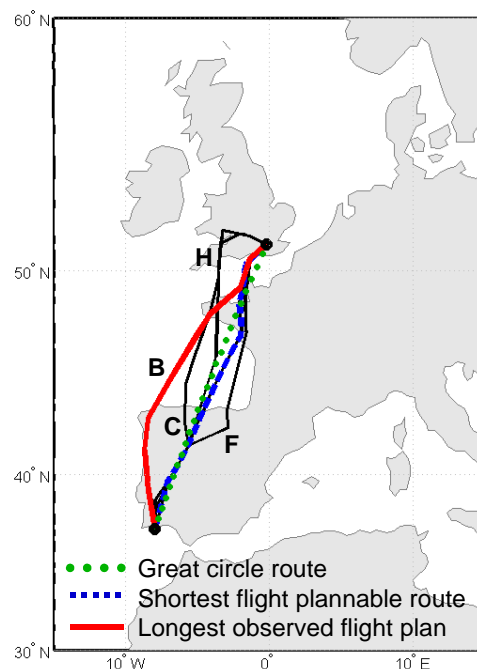 60° N
H
50° N
B
C
F
40° N
Great circle route
Shortest flight plannable route
Longest observed flight plan
30° N
10° W
0°
10° E